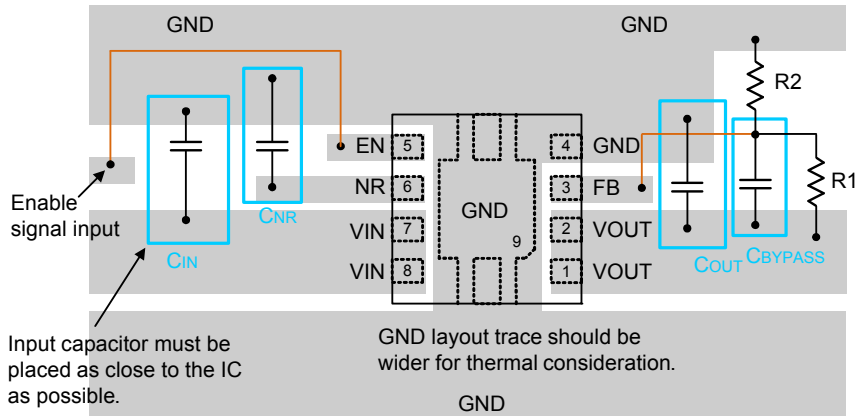 GND
GND
R2
EN 5
4 GND
NR 6
3 FB
R1
GND
Enable
signal input
CNR
VIN 7
2 VOUT
CIN
9
COUT
CBYPASS
VIN 8
1 VOUT
Input capacitor must be
placed as close to the IC
as possible.
GND layout trace should be
wider for thermal consideration.
GND